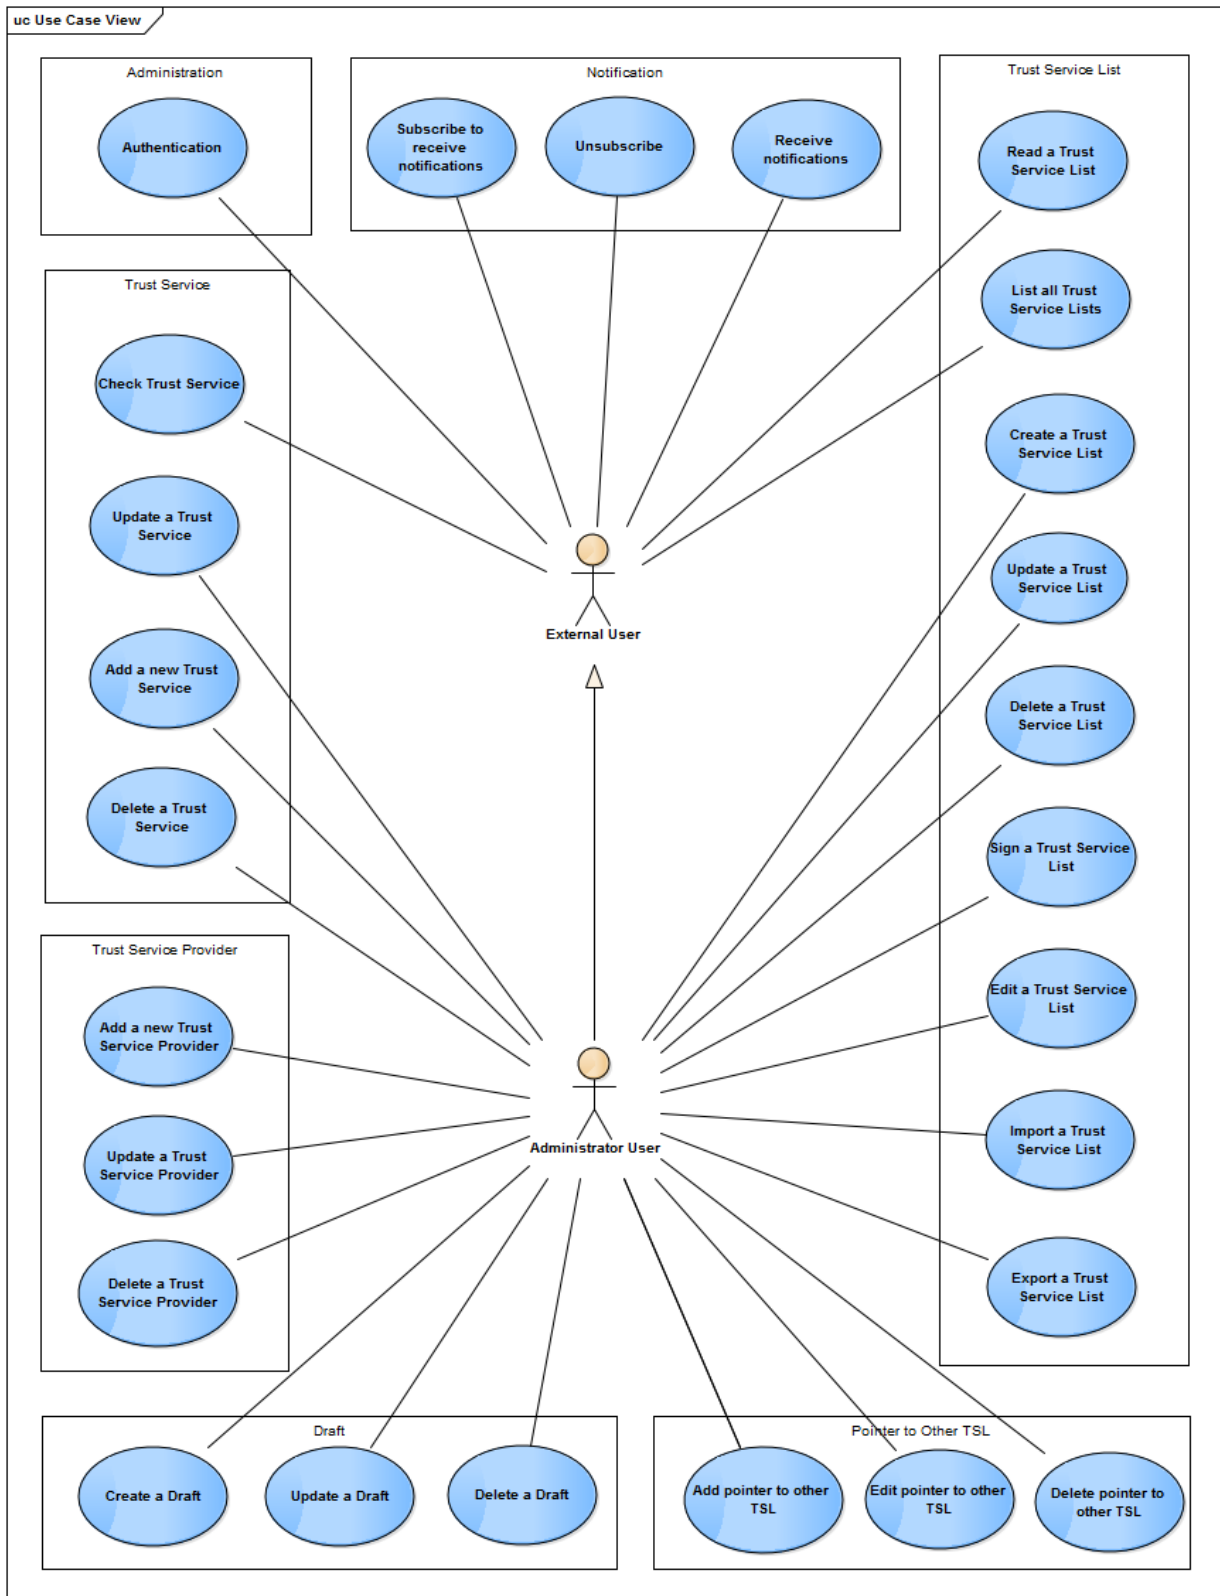 uc Use Case View
Administration
Authentication
Notification
Subscribe to
receive
notifications
Unsubscribe
Receive
notifications
Trust Service List
Read a Trust
Service List
List all Trust
Service Lists
Create a Trust
Service List
Update a Trust
Service List
Delete a Trust
Service List
Sign a Trust Service
List
Edit a Trust Service
List
Import a Trust
Service List
Export a Trust
Service List
Trust Service
Check Trust Service
Update a Trust
Service
Add a new Trust
Service
Delete a Trust
Service
External User
Trust Service Provider
Add a new Trust
Service Provider
Update a Trust
Service Provider
Delete a Trust
Service Provider
Administrator User
Draft
Create a Draft
Update a Draft
Delete a Draft
Pointer to Other TSL
Add pointer to other
TSL
Edit pointer to other
TSL
Delete pointer to
other TSL